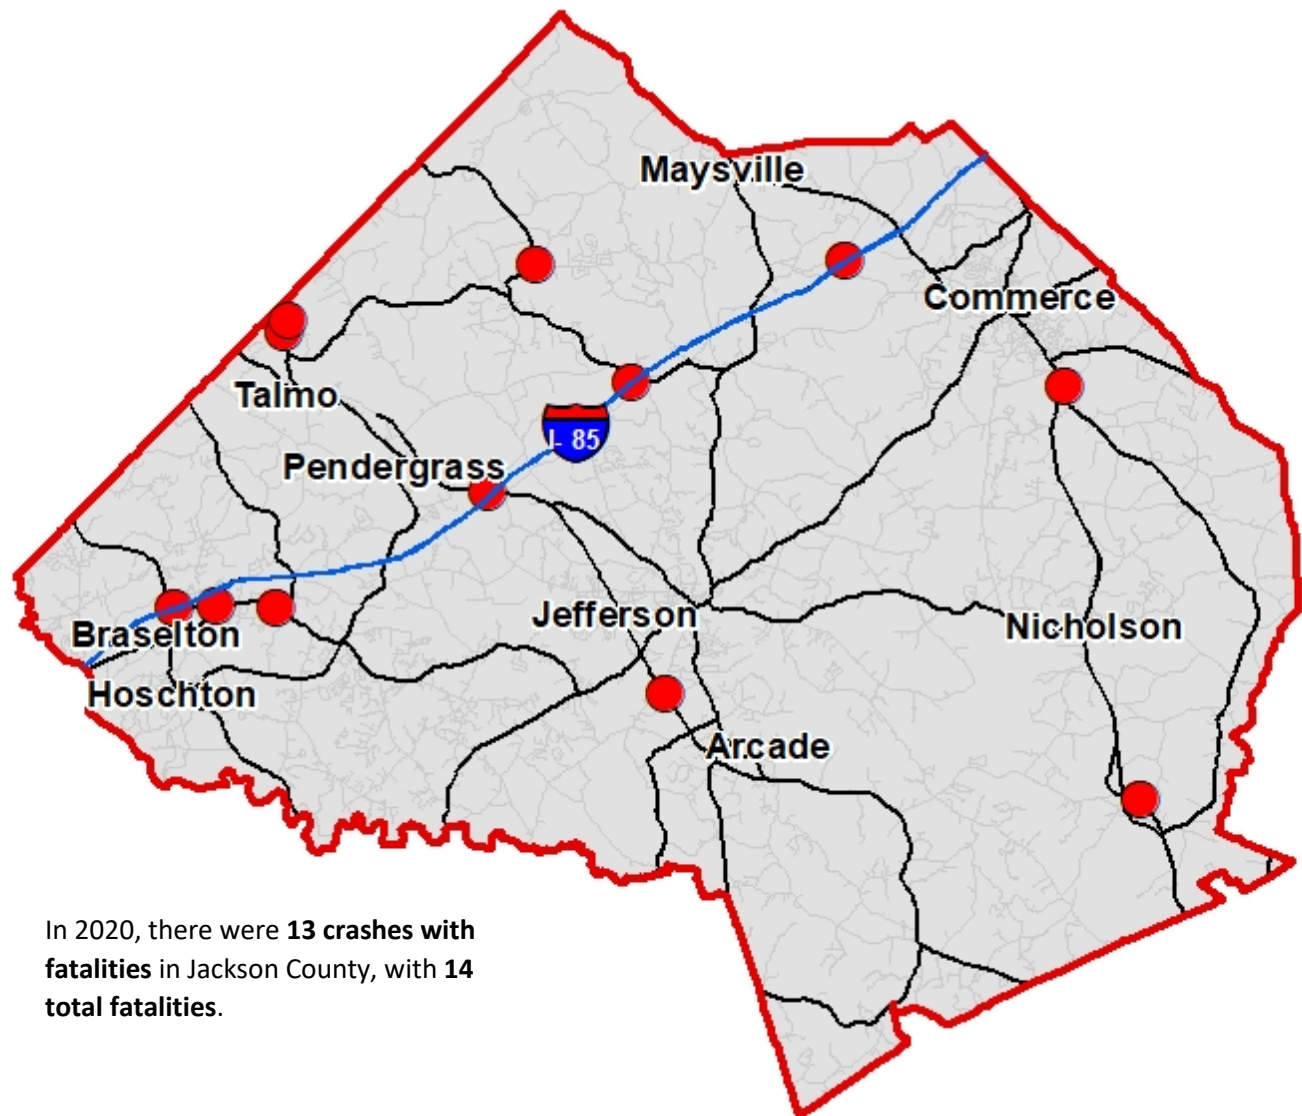 Maysville
Commerce
Talmo
I- 85
Pendergrass
Jefferson
Nicholson
Braselton
Hoschton
Arcade
In 2020, there were 13 crashes with
fatalities in Jackson County, with 14
total fatalities.